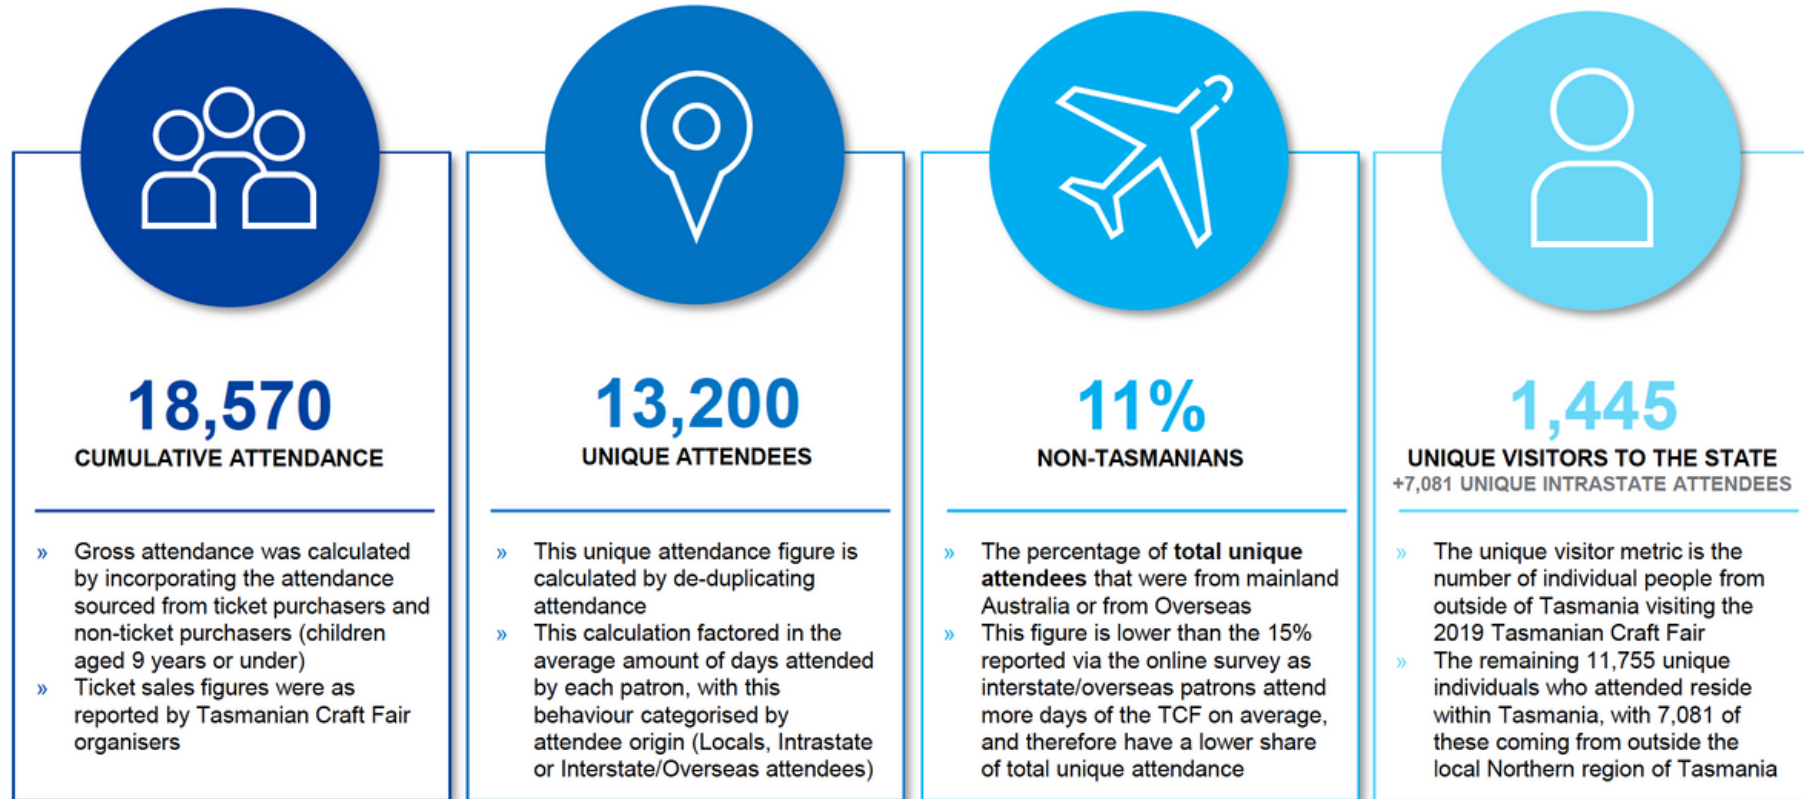 18,570
CUMULATIVE ATTENDANCE
» Gross attendance was calculated
by incorporating the attendance
sourced from ticket purchasers and
non-ticket purchasers (children
aged 9 years or under)
» Ticket sales figures were as
reported by Tasmanian Craft Fair
organisers
13,200
UNIQUE ATTENDEES
» This unique attendance figure is
calculated by de-duplicating
attendance
» This calculation factored in the
average amount of days attended
by each patron, with this
behaviour categorised by
attendee origin (Locals, Intrastate
or Interstate/Overseas attendees)
11%
NON-TASMANIANS
» The percentage of total unique
attendees that were from mainland
Australia or from Overseas
» This figure is lower than the 15%
reported via the online survey as
interstate/overseas patrons attend
more days of the TCF on average,
and therefore have a lower share
of total unique attendance
1,445
UNIQUE VISITORS TO THE STATE
+7,081 UNIQUE INTRASTATE ATTENDEES
» The unique visitor metric is the
number of individual people from
outside of Tasmania visiting the
2019 Tasmanian Craft Fair
» The remaining 11,755 unique
individuals who attended reside
within Tasmania, with 7,081 of
these coming from outside the
local Northern region of Tasmania